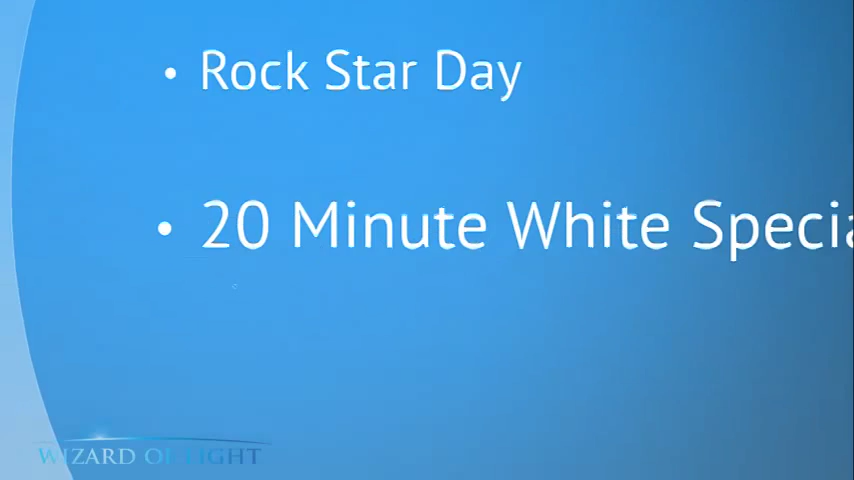 • Rock Star Day
• 20 Minute White Specia
WIZARD OF LIGHT